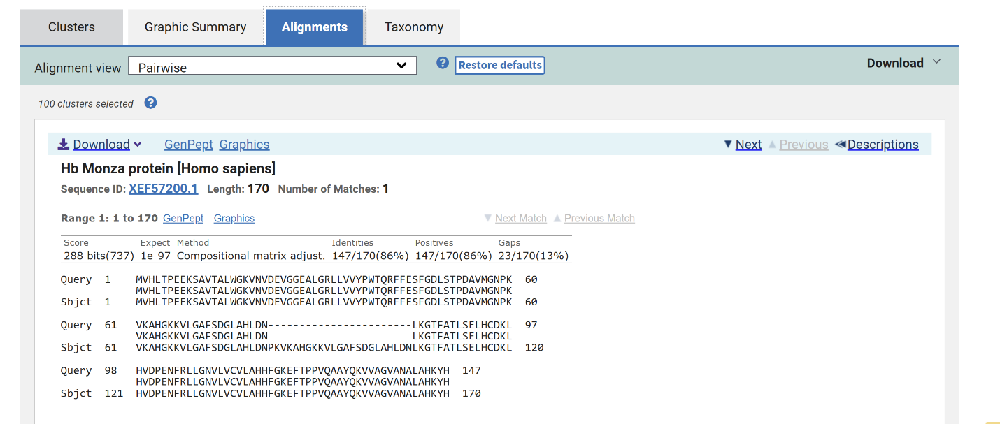 Clusters Graphic Summary Alignments Taxonomy
Alignment view Pairwise ? Restore defaults Download
100 clusters selected ?
Download GenPept Graphics Next Previous Descriptions
Hb Monza protein [Homo sapiens]
Sequence ID: XEF57200.1 Length: 170 Number of Matches: 1
Range 1: 1 to 170 GenPept Graphics Next Match Previous Match
Score Expect Method Identities Positives Gaps
288 bits(737) 1e-97 Compositional matrix adjust. 147/170(86%) 147/170(86%) 23/170(13%)
Query 1 MVHLTPEEKSAVTALWGKVNVDEVGGEALGRLLVVYPWTQRFFESFGDLSTPDAVMGNPK 60
MVHLTPEEKSAVTALWGKVNVDEVGGEALGRLLVVYPWTQRFFESFGDLSTPDAVMGNPK
Sbjct 1 MVHLTPEEKSAVTALWGKVNVDEVGGEALGRLLVVYPWTQRFFESFGDLSTPDAVMGNPK 60
Query 61 VKAHGKKVLGAFSDGLAHLDN-----------------------LKGTFATLSELHCDKL 97
VKAHGKKVLGAFSDGLAHLDN                       LKGTFATLSELHCDKL
Sbjct 61 VKAHGKKVLGAFSDGLAHLDNPKVKAHGKKVLGAFSDGLAHLDNLKGTFATLSELHCDKL 120
Query 98 HVDPENFRLLGNVLVCVLAHHFGKEFTPPVQAAYQKVVAGVANALAHKYH 147
HVDPENFRLLGNVLVCVLAHHFGKEFTPPVQAAYQKVVAGVANALAHKYH
Sbjct 121 HVDPENFRLLGNVLVCVLAHHFGKEFTPPVQAAYQKVVAGVANALAHKYH 170